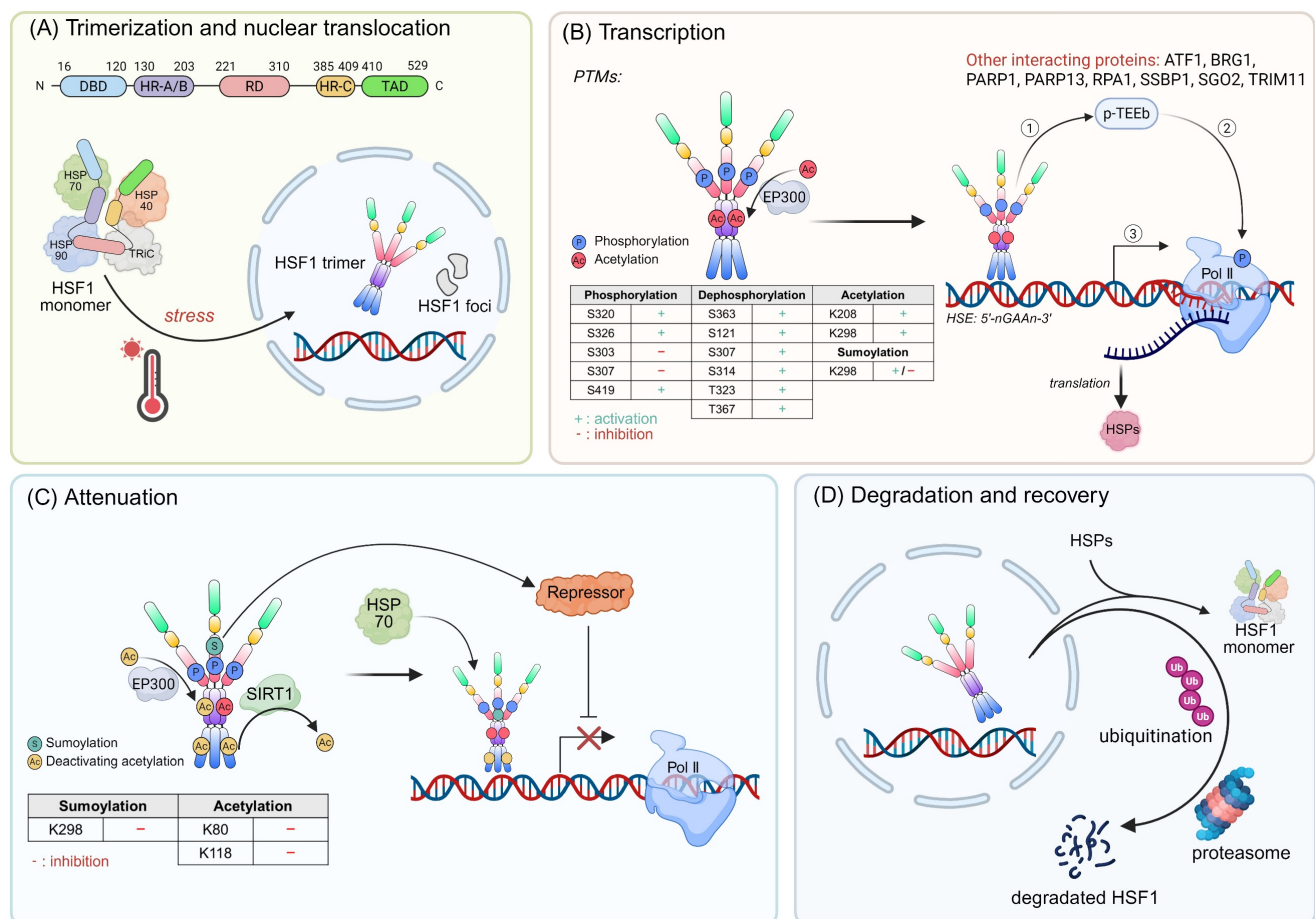 (A) Trimerization and nuclear translocation
16 120 130 203 221 310 385 409 410 529
N DBD HR-A/B RD HR-C TAD C
HSP
70
HSP
40
HSP
90
TRiC
HSF1
monomer
stress
HSF1 trimer
HSF1 foci
(B) Transcription
PTMs:
Other interacting proteins: ATF1, BRG1,
PARP1, PARP13, RPA1, SSBP1, SGO2, TRIM11
P P P
Ac
EP300
Ac Ac
P Phosphorylation
Ac Acetylation
1
p-TEEb
2
3
P
Pol II
HSE: 5'-nGAAn-3'
translation
HSPs
Phosphorylation Dephosphorylation Acetylation
S320 + S363 + K208 +
S326 + S121 + K298 +
S303 - S307 + Sumoylation
S307 - S314 + K298 + / -
S419 + T323 +
T367 +
+ : activation
- : inhibition
(C) Attenuation
S
P P P
Ac
EP300
Ac Ac
SIRT1
Ac Ac
Ac
S Sumoylation
Ac Deactivating acetylation
HSP
70
Repressor
Pol II
Sumoylation Acetylation
K298 - K80 -
K118 -
- : inhibition
(D) Degradation and recovery
HSPs
HSF1
monomer
Ub
Ub
Ub
Ub
ubiquitination
proteasome
degraded HSF1